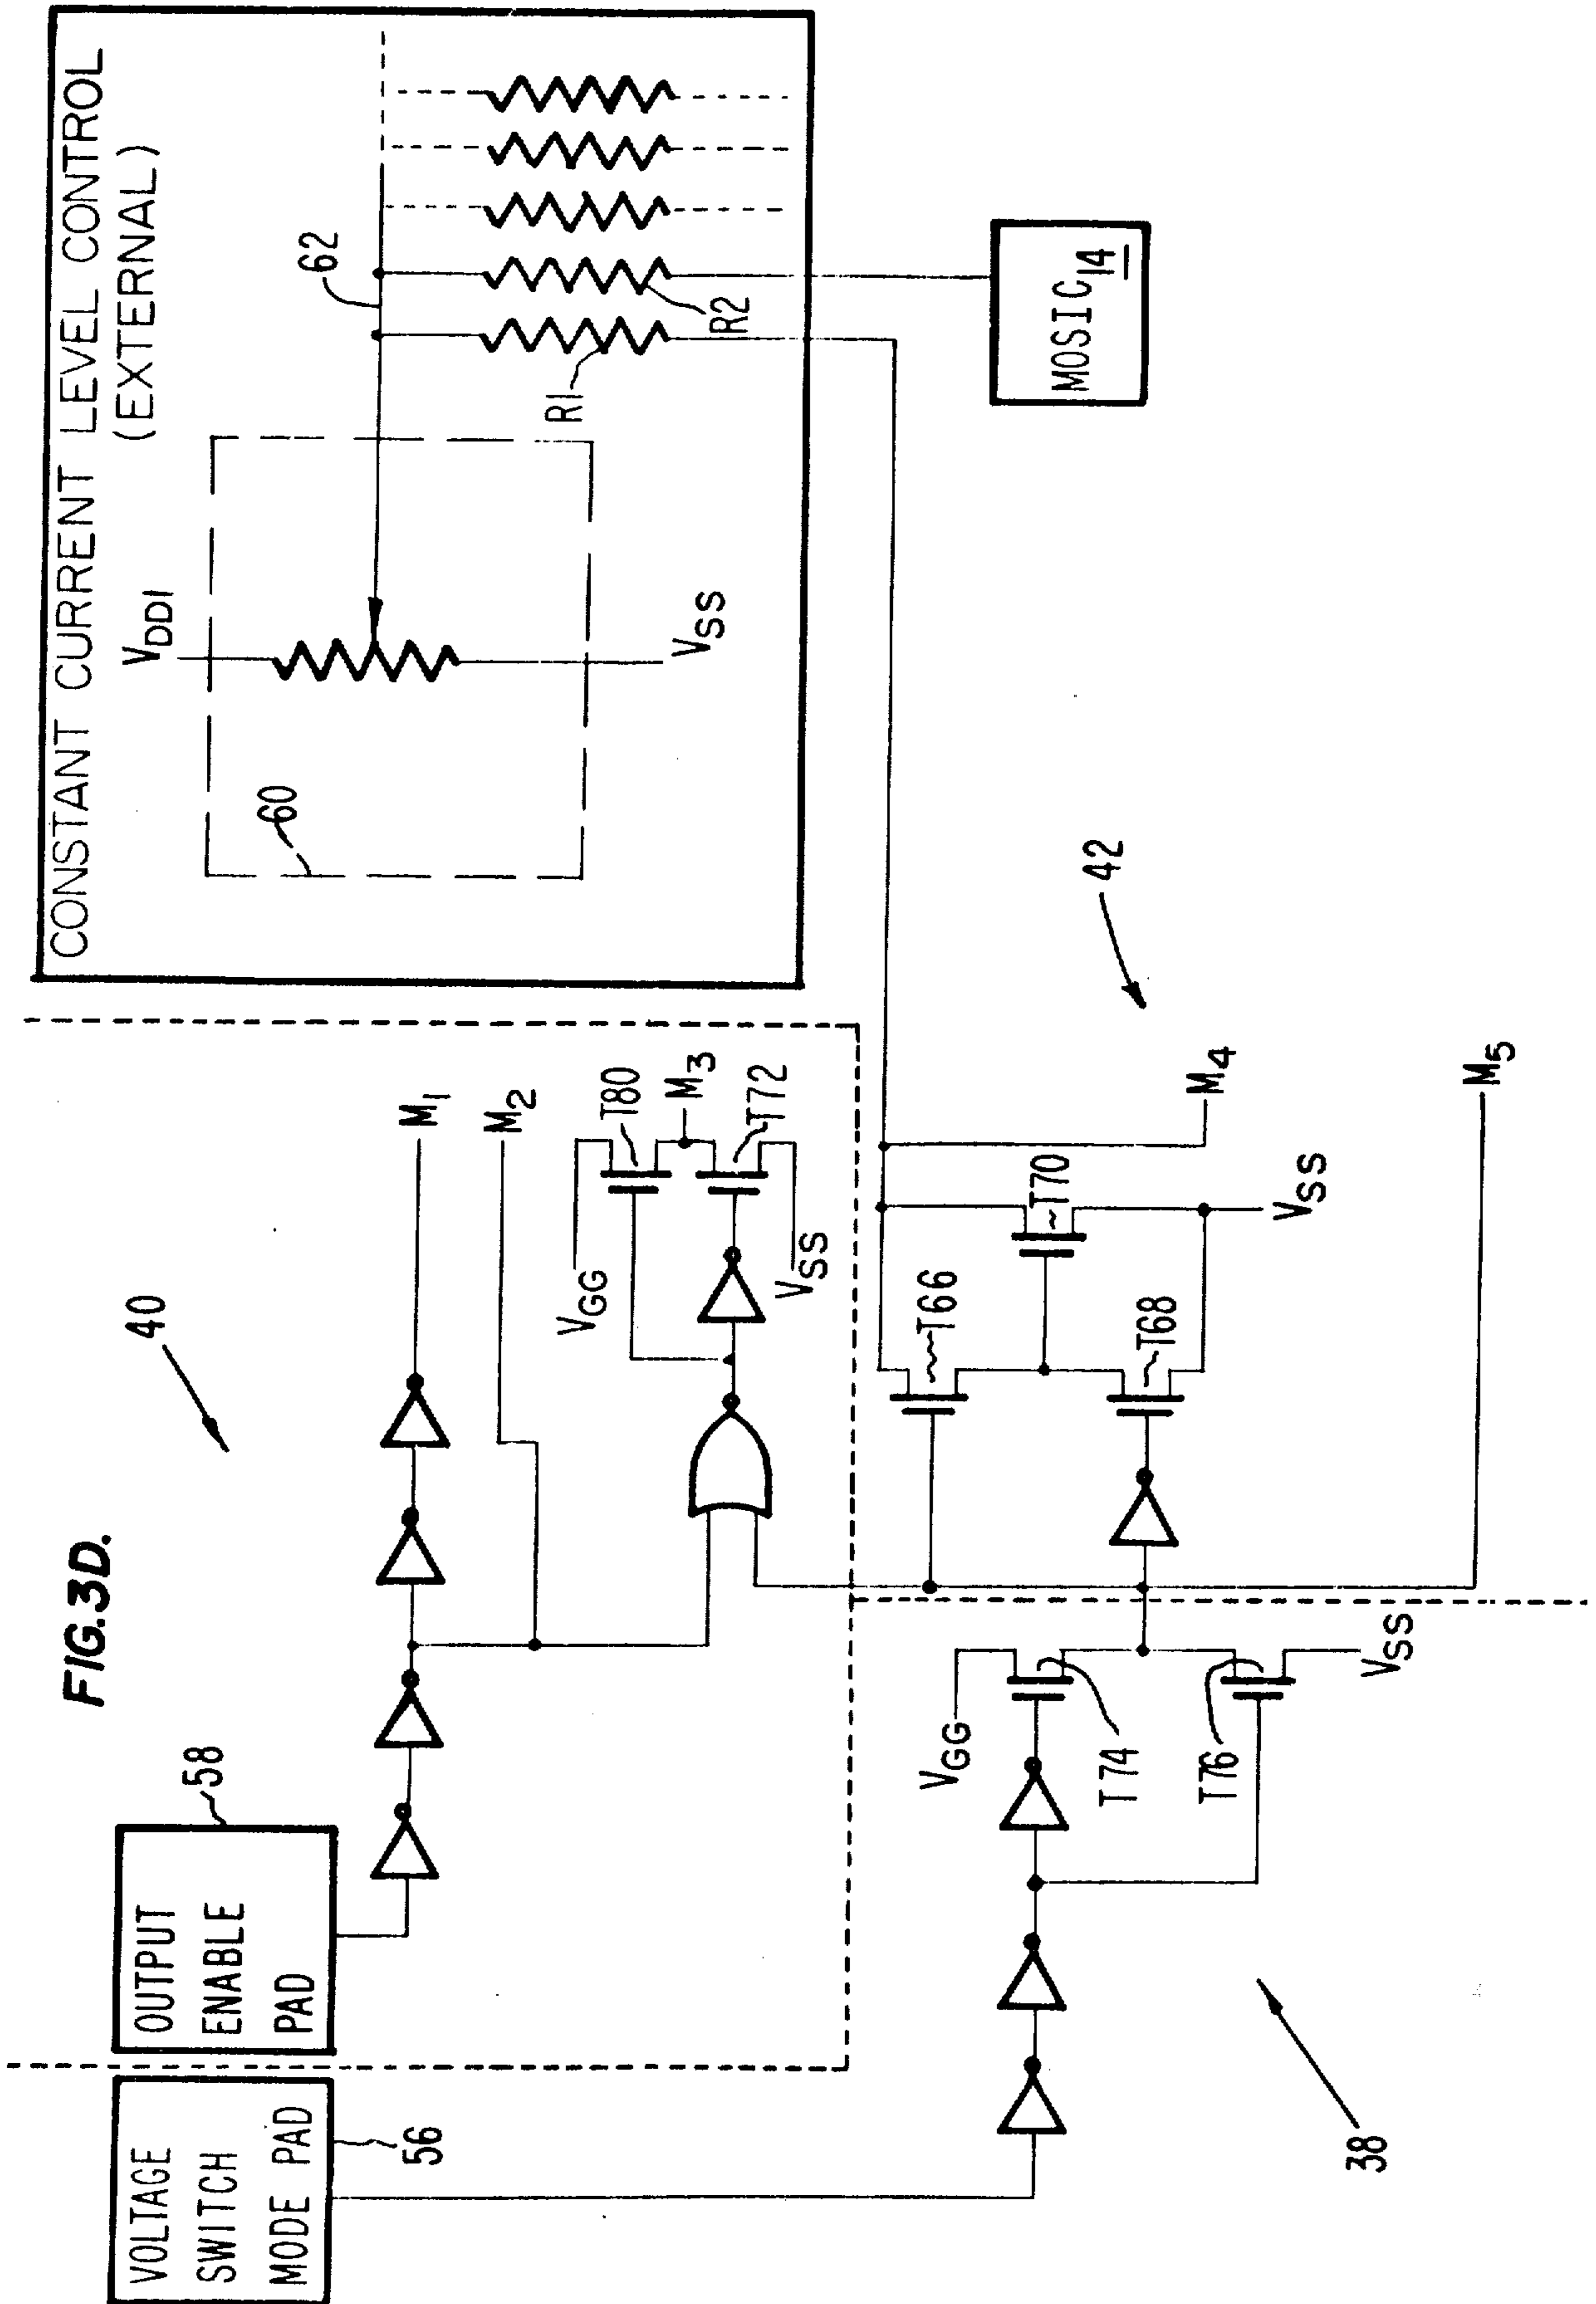 FIG.3D.
VOLTAGE
SWITCH
MODE PAD
56
OUTPUT
ENABLE
PAD
58
40
M1
M2
VGG
T80
M3
T72
VSS
CONSTANT CURRENT LEVEL CONTROL
(EXTERNAL)
VDD1
60
VSS
62
R1
R2
MOSIC 14
38
VGG
T74
T76
VSS
T66
T68
T70
VSS
M4
42
M5